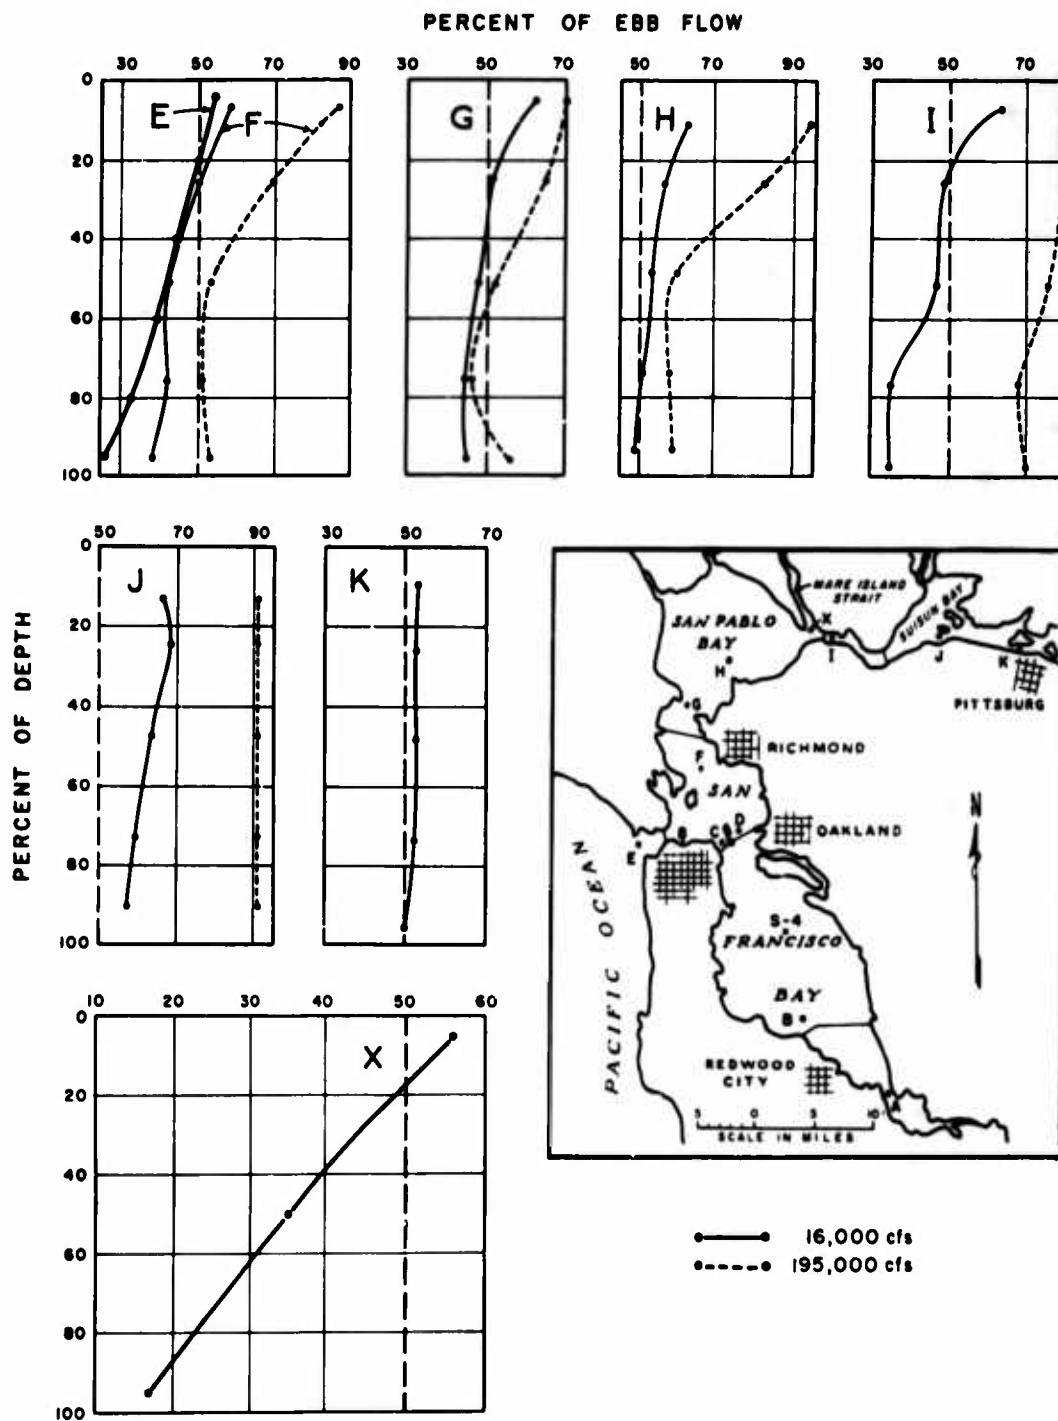 PERCENT OF EBB FLOW
30 50 70 90
30 50 70
50 70 90
30 50 70
0
20
40
60
80
100
E
F
G
H
I
50 70 90
30 50 70
0
20
40
60
80
100
J
K
PERCENT OF DEPTH
10 20 30 40 50 60
0
20
40
60
80
100
X
MARE ISLAND
STRAIT
SUISUN BAY
SAN PABLO
BAY
X
I
J
K
H
PITTSBURG
G
RICHMOND
F
SAN
N
D
C
OAKLAND
E
PACIFIC OCEAN
S-4
FRANCISCO
BAY
B
REDWOOD
CITY
A
5 0 5 10
SCALE IN MILES
16,000 cfs
195,000 cfs